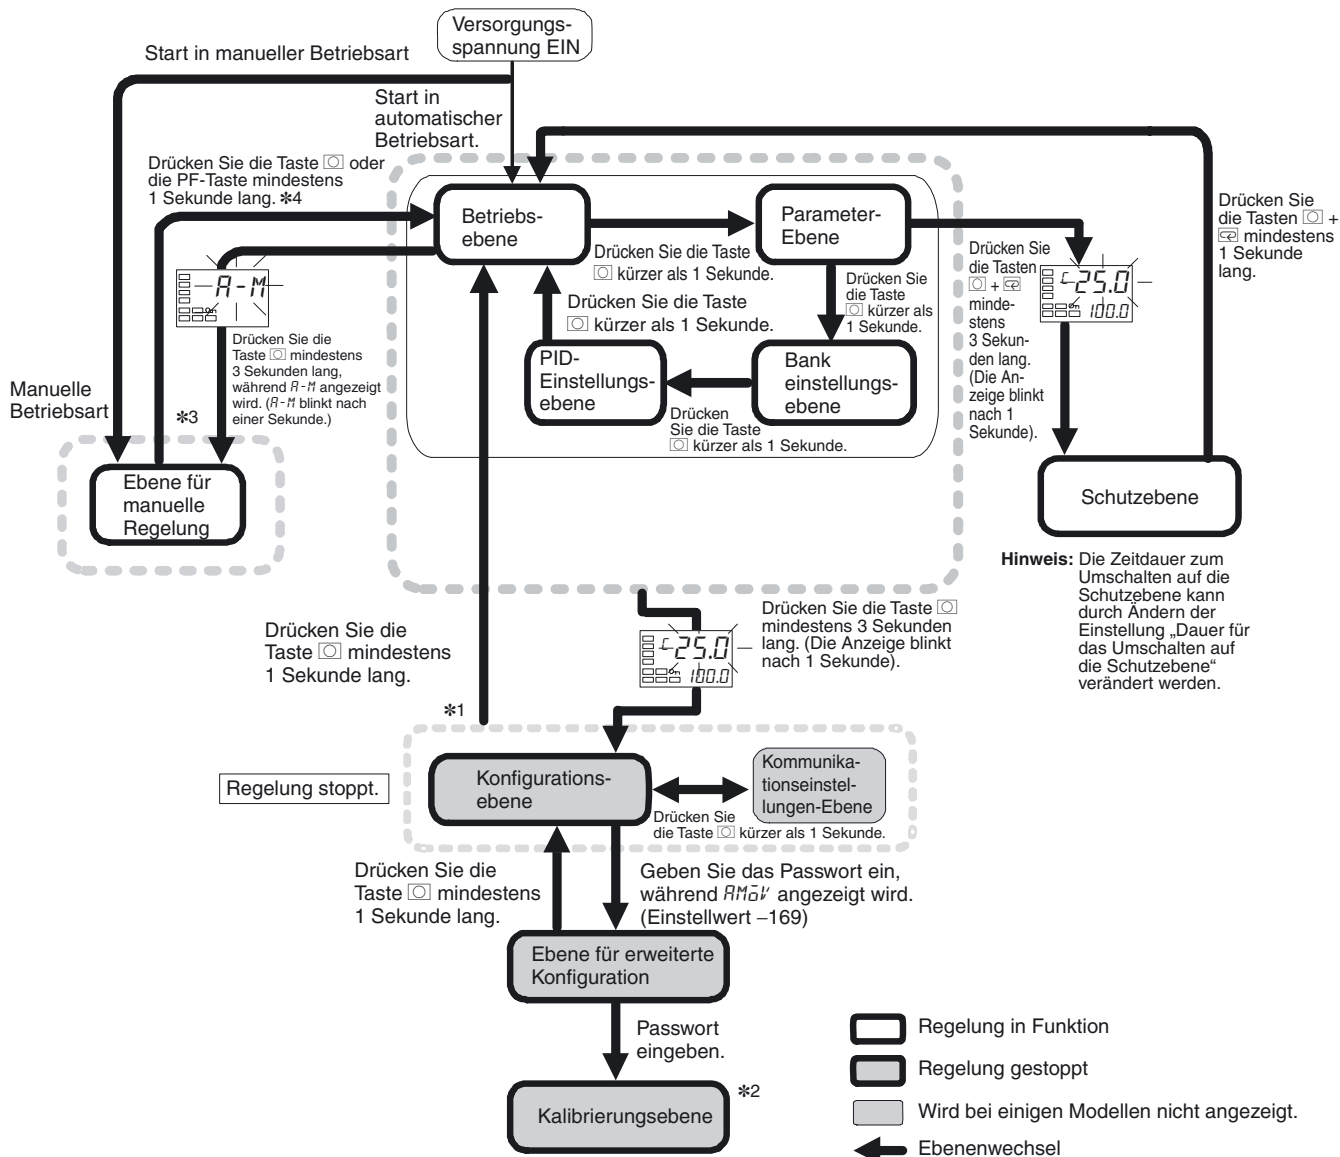 Versorgungs-
spannung EIN
Start in manueller Betriebsart
Start in
automatischer
Betriebsart.
Drücken Sie die Taste oder
die PF-Taste mindestens
1 Sekunde lang. *4
Betriebs-
ebene
Parameter-
Ebene
Drücken Sie die Taste
kürzer als 1 Sekunde.
Drücken Sie
die Taste
kürzer als
1 Sekunde.
Drücken Sie die Taste
kürzer als 1 Sekunde.
PID-
Einstellungs-
ebene
Bank
einstellungs-
ebene
Drücken
Sie die Taste
kürzer als 1 Sekunde.
A-M
Drücken Sie die
Taste mindestens
3 Sekunden lang,
während A-M angezeigt
wird. (A-M blinkt nach
einer Sekunde.)
Manuelle
Betriebsart
*3
Ebene für
manuelle
Regelung
Drücken Sie
die Tasten
+
minde-
stens
3 Sekun-
den lang.
(Die An-
zeige blinkt
nach 1
Sekunde).
C 25.0
100.0
Drücken Sie
die Tasten +
mindestens
1 Sekunde
lang.
Schutzebene
Hinweis: Die Zeitdauer zum
Umschalten auf die
Schutzebene kann
durch Ändern der
Einstellung „Dauer für
das Umschalten auf
die Schutzebene“
verändert werden.
Drücken Sie die
Taste mindestens
1 Sekunde lang.
*1
C 25.0
100.0
Drücken Sie die Taste
mindestens 3 Sekunden
lang. (Die Anzeige blinkt
nach 1 Sekunde).
Regelung stoppt.
Konfigurations-
ebene
Kommunika-
tionseinstel-
lungen-Ebene
Drücken Sie
die Taste kürzer als 1 Sekunde.
Drücken Sie die
Taste mindestens
1 Sekunde lang.
Geben Sie das Passwort ein,
während AMoV angezeigt wird.
(Einstellwert –169)
Ebene für erweiterte
Konfiguration
Passwort
eingeben.
Kalibrierungsebene
*2
Regelung in Funktion
Regelung gestoppt
Wird bei einigen Modellen nicht angezeigt.
Ebenenwechsel